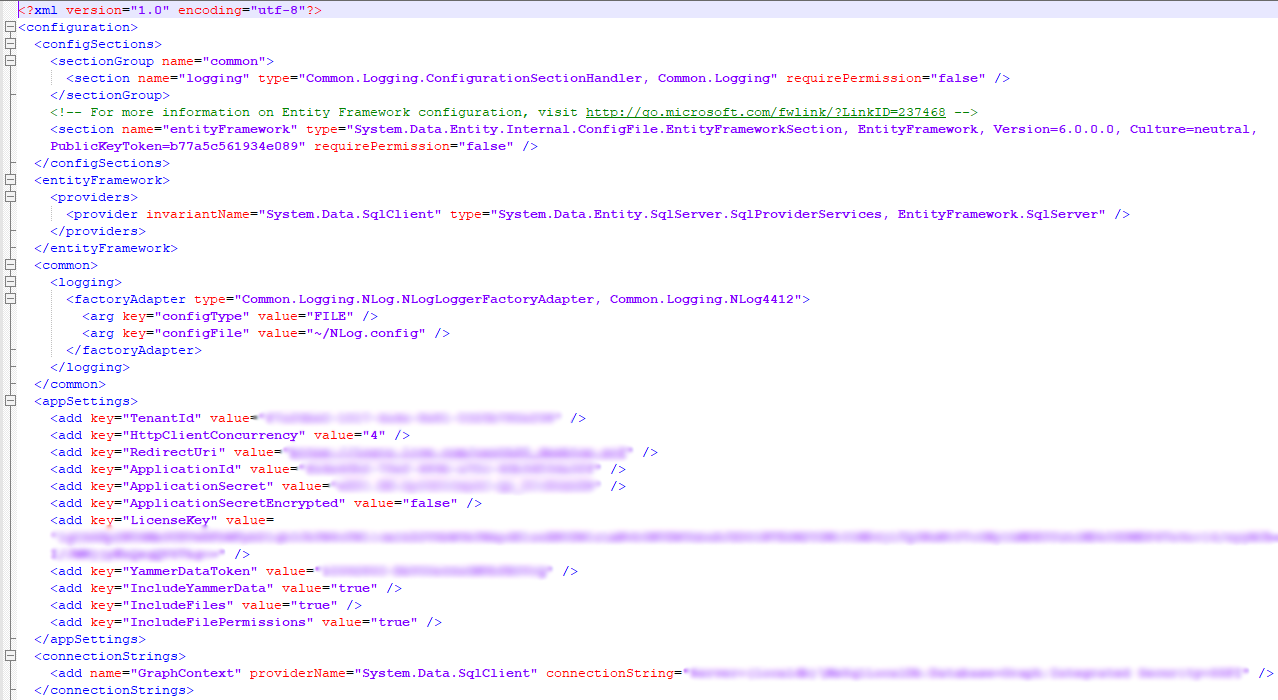 <?xml version="1.0" encoding="utf-8"?>
<configuration>
<configSections>
<sectionGroup name="common">
<section name="logging" type="Common.Logging.ConfigurationSectionHandler, Common.Logging" requirePermission="false" />
</sectionGroup>
<!-- For more information on Entity Framework configuration, visit http://go.microsoft.com/fwlink/?LinkID=237468 -->
<section name="entityFramework" type="System.Data.Entity.Internal.ConfigFile.EntityFrameworkSection, EntityFramework, Version=6.0.0.0, Culture=neutral,
PublicKeyToken=b77a5c561934e089" requirePermission="false" />
</configSections>
<entityFramework>
<providers>
<provider invariantName="System.Data.SqlClient" type="System.Data.Entity.SqlServer.SqlProviderServices, EntityFramework.SqlServer" />
</providers>
</entityFramework>
<common>
<logging>
<factoryAdapter type="Common.Logging.NLog.NLogLoggerFactoryAdapter, Common.Logging.NLog4412">
<arg key="configType" value="FILE" />
<arg key="configFile" value="~/NLog.config" />
</factoryAdapter>
</logging>
</common>
<appSettings>
<add key="TenantId" value=" />
<add key="HttpClientConcurrency" value="4" />
<add key="RedirectUri" value=" />
<add key="ApplicationId" value=" />
<add key="ApplicationSecret" value=" />
<add key="ApplicationSecretEncrypted" value="false" />
<add key="LicenseKey" value=
" />
<add key="YammerDataToken" value=" />
<add key="IncludeYammerData" value="true" />
<add key="IncludeFiles" value="true" />
<add key="IncludeFilePermissions" value="true" />
</appSettings>
<connectionStrings>
<add name="GraphContext" providerName="System.Data.SqlClient" connectionString=" />
</connectionStrings>